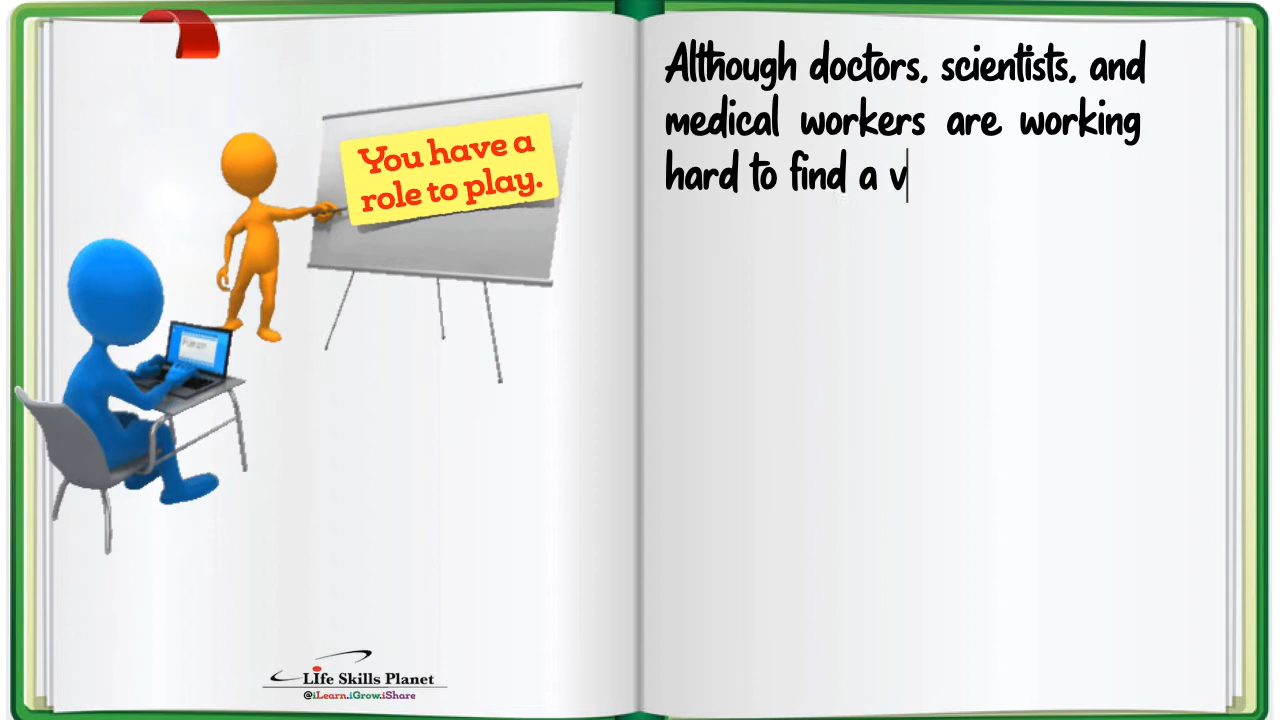 You have a
role to play.
Although doctors, scientists, and
medical workers are working
hard to find a v
LIfe Skills Planet
@iLearn.iGrow.iShare